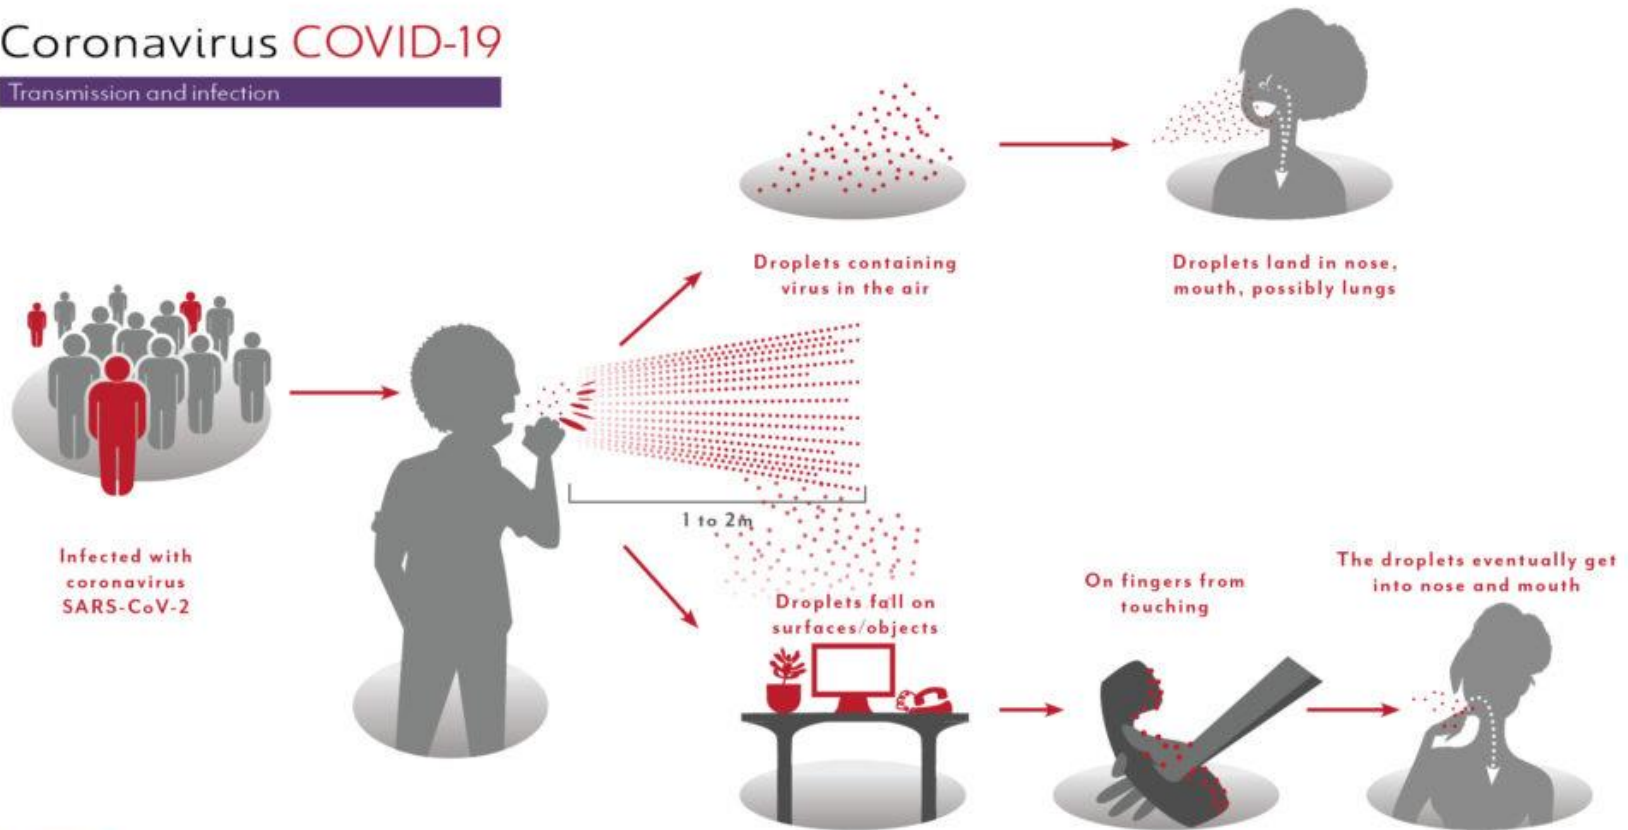 Coronavirus COVID-19
Transmission and infection
Droplets containing
virus in the air
Droplets land in nose,
mouth, possibly lungs
Infected with
coronavirus
SARS-CoV-2
1 to 2m
Droplets fall on
surfaces/objects
On fingers from
touching
The droplets eventually get
into nose and mouth